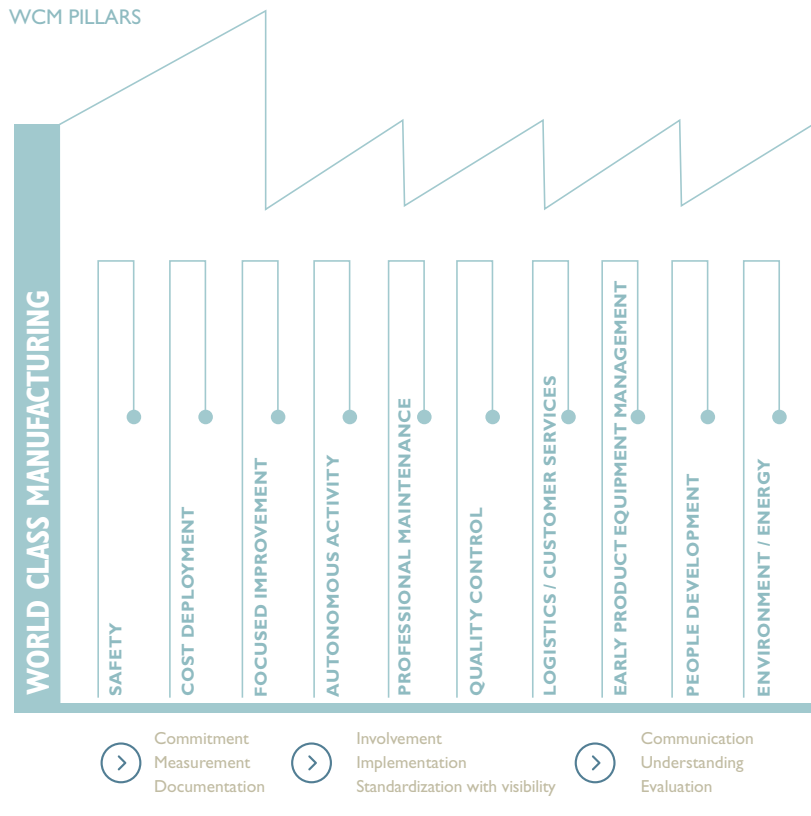 WCM PILLARS
WORLD CLASS MANUFACTURING
SAFETY
COST DEPLOYMENT
FOCUSED IMPROVEMENT
AUTONOMOUS ACTIVITY
PROFESSIONAL MAINTENANCE
QUALITY CONTROL
LOGISTICS / CUSTOMER SERVICES
EARLY PRODUCT EQUIPMENT MANAGEMENT
PEOPLE DEVELOPMENT
ENVIRONMENT / ENERGY
Commitment
Measurement
Documentation
Involvement
Implementation
Standardization with visibility
Communication
Understanding
Evaluation